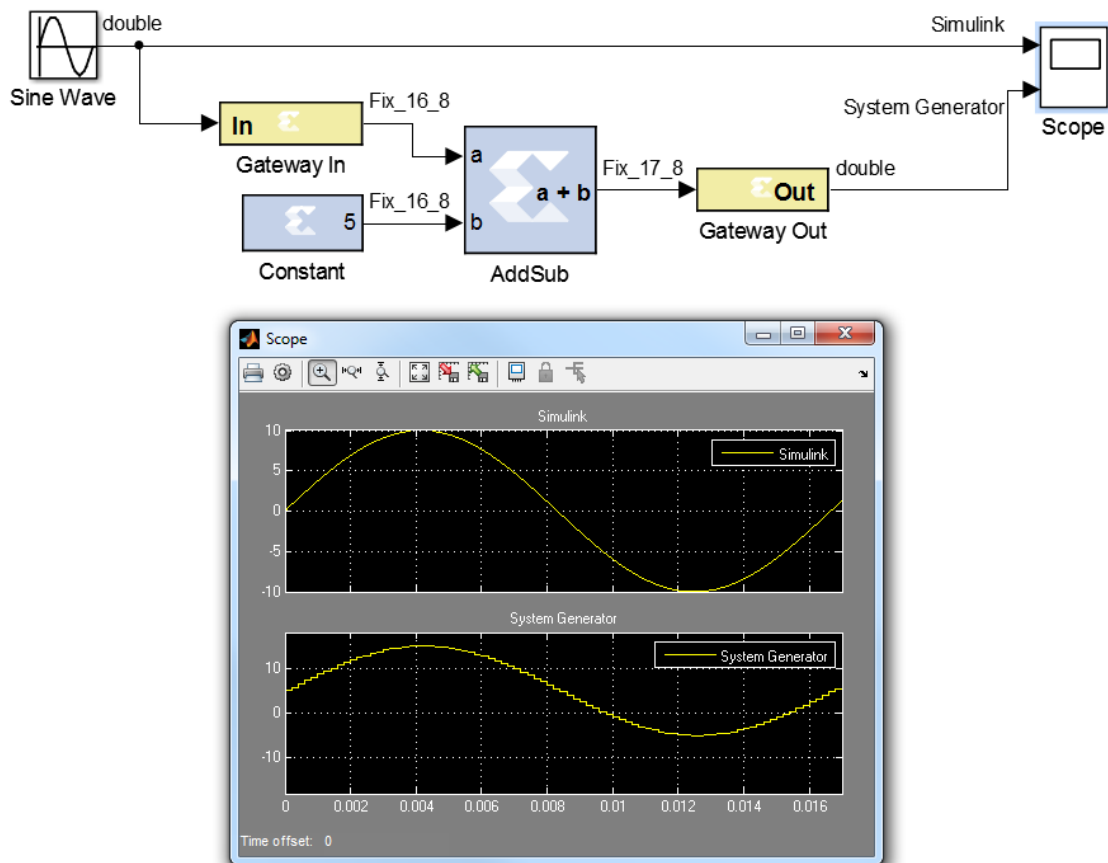 double
Simulink
Sine Wave
Fix_16_8
System Generator
Scope
In
Gateway In
a
Fix_17_8
double
Fix_16_8
a + b
Out
5
b
Gateway Out
Constant
AddSub
Scope
Simulink
10
5
0
-5
-10
Simulink
System Generator
10
0
-10
System Generator
0 0.002 0.004 0.006 0.008 0.01 0.012 0.014 0.016
Time offset: 0